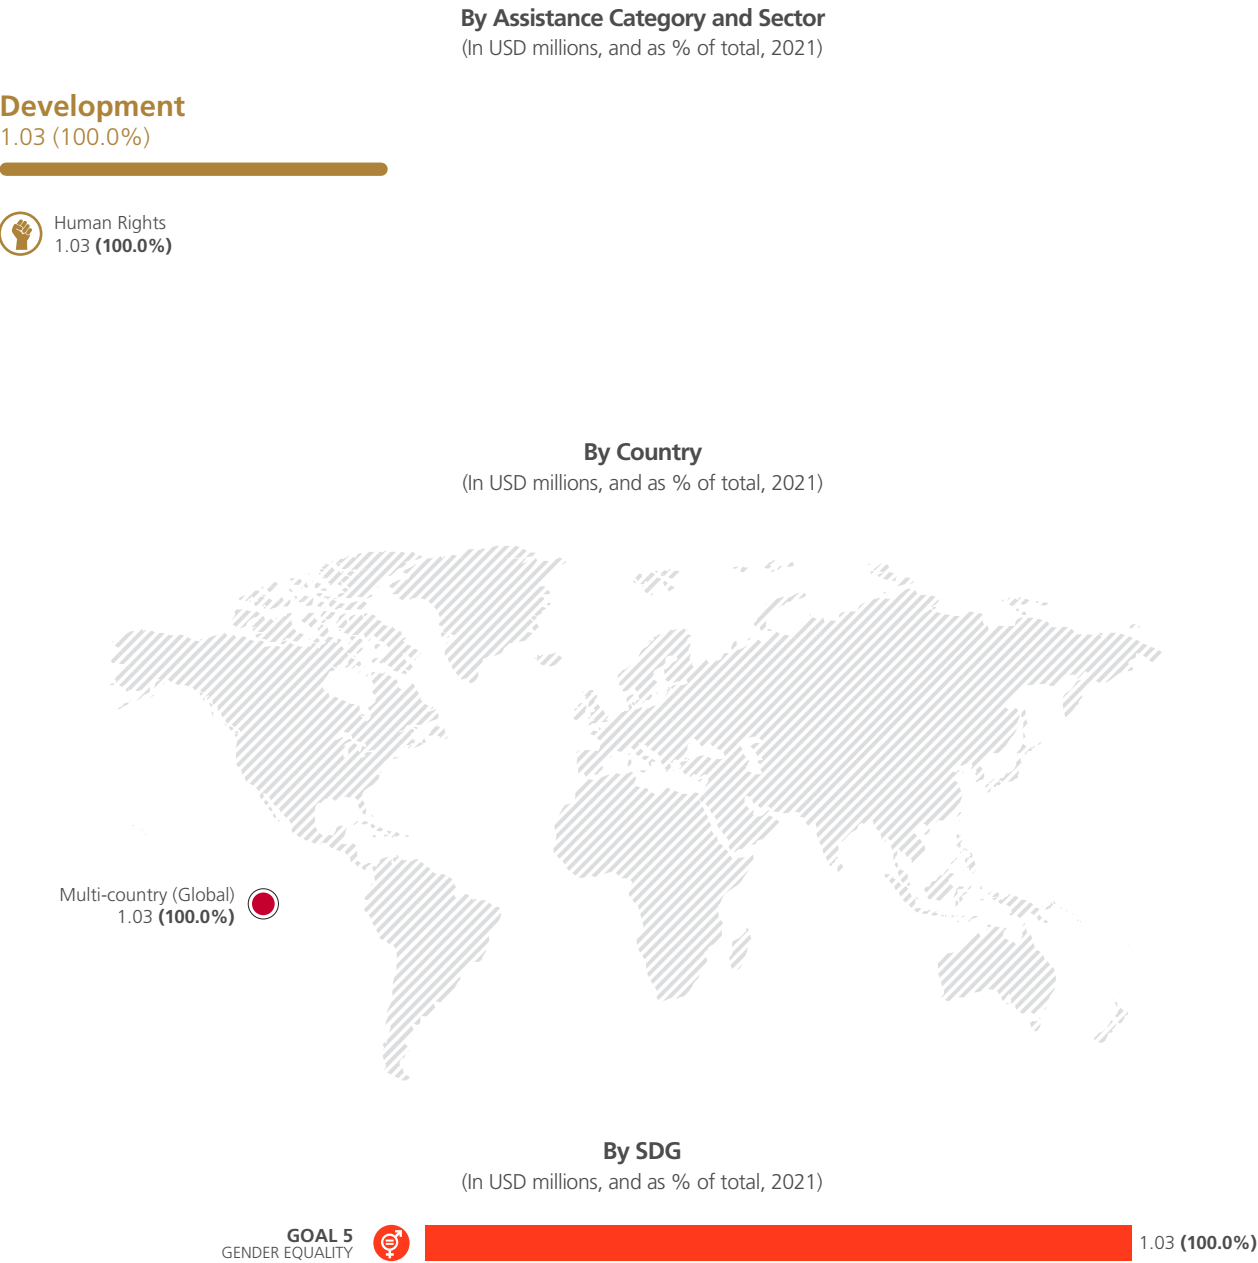 By Assistance Category and Sector
(In USD millions, and as % of total, 2021)
Development
1.03 (100.0%)
Human Rights
1.03 (100.0%)
By Country
(In USD millions, and as % of total, 2021)
Multi-country (Global)
1.03 (100.0%)
By SDG
(In USD millions, and as % of total, 2021)
GOAL 5
GENDER EQUALITY
1.03 (100.0%)